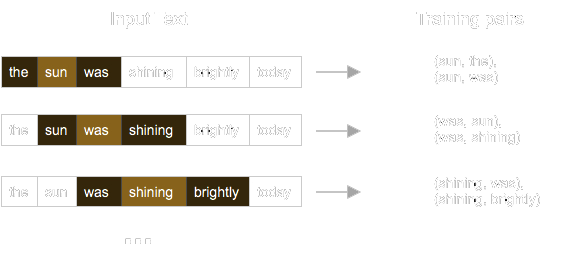 Input Text
Training pairs
the sun was shining brightly today
(sun, the),
(sun, was)
the sun was shining brightly today
(was, sun),
(was, shining)
the sun was shining brightly today
(shining, was),
(shining, brightly)
...